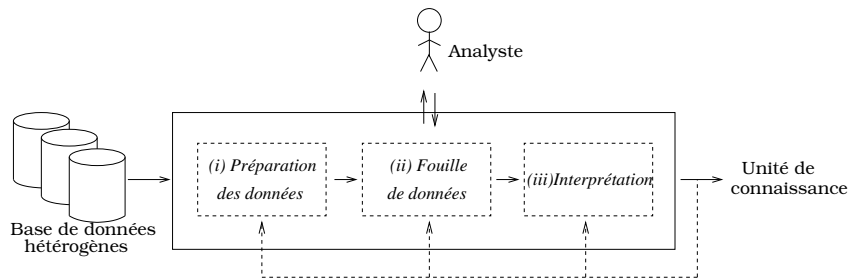 Analyste
(i) Préparation
des données
(ii) Fouille
de données
(iii)Interprétation
Unité de
connaissance
Base de données
hétérogènes